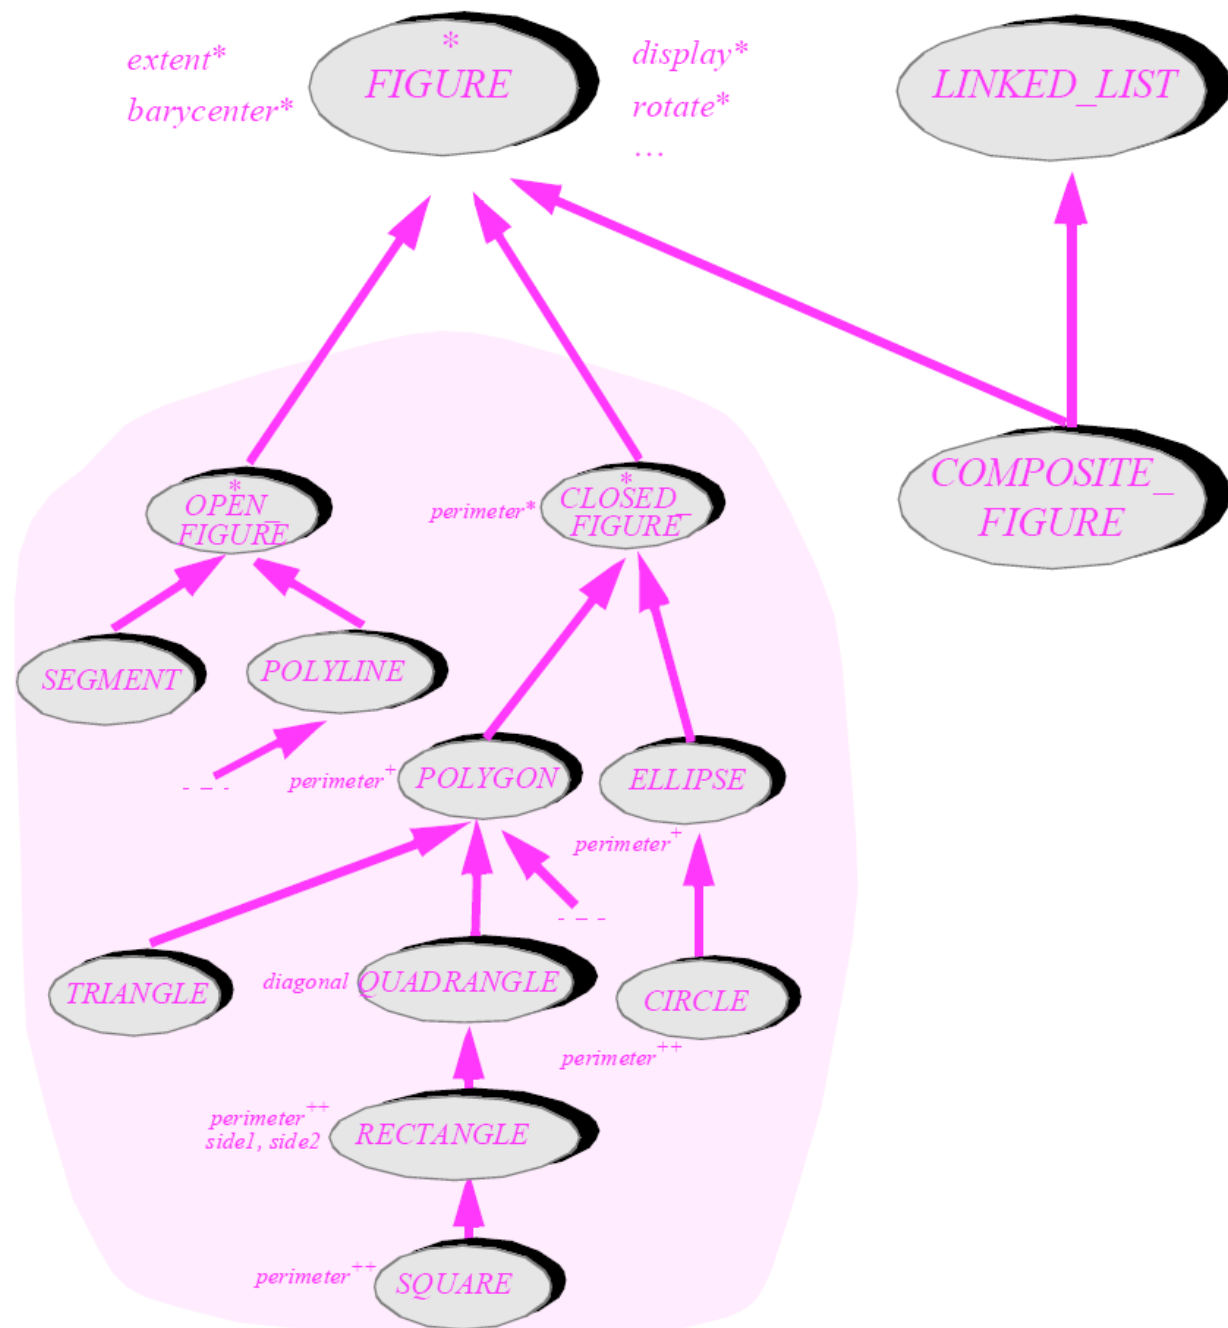 *
extent*
FIGURE
display*
LINKED_LIST
barycenter*
rotate*
...
*
OPEN_
FIGURE
perimeter*
*
CLOSED_
FIGURE
COMPOSITE_
FIGURE
SEGMENT
POLYLINE
- - -
perimeter+
POLYGON
ELLIPSE
perimeter+
- - -
TRIANGLE
diagonal
QUADRANGLE
CIRCLE
perimeter++
perimeter++
side1, side2
RECTANGLE
perimeter++
SQUARE